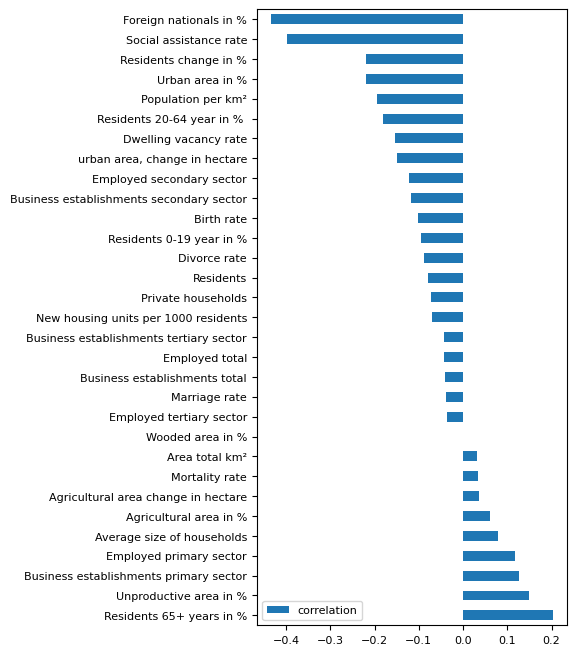 Foreign nationals in %
Social assistance rate
Residents change in %
Urban area in %
Population per km²
Residents 20-64 year in %
Dwelling vacancy rate
urban area, change in hectare
Employed secondary sector
Business establishments secondary sector
Birth rate
Residents 0-19 year in %
Divorce rate
Residents
Private households
New housing units per 1000 residents
Business establishments tertiary sector
Employed total
Business establishments total
Marriage rate
Employed tertiary sector
Wooded area in %
Area total km²
Mortality rate
Agricultural area change in hectare
Agricultural area in %
Average size of households
Employed primary sector
Business establishments primary sector
Unproductive area in %
Residents 65+ years in %
correlation
−0.4 −0.3 −0.2 −0.1 0.0 0.1 0.2